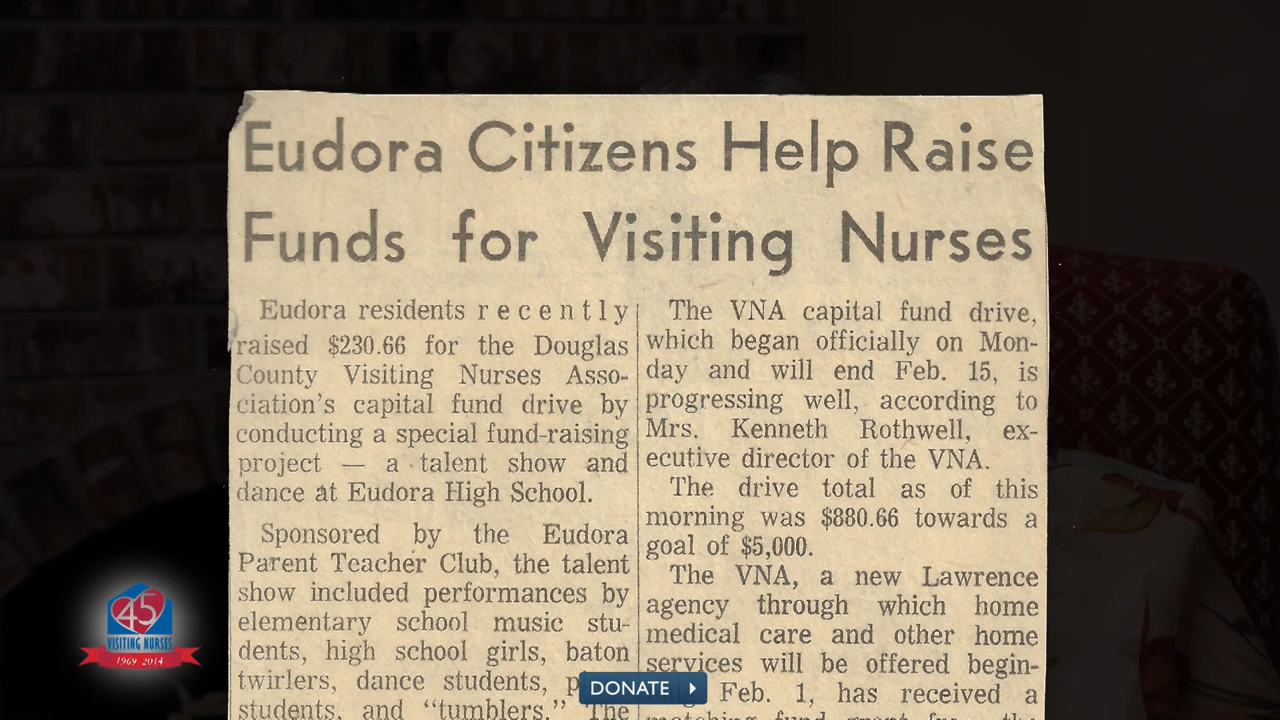 Eudora Citizens Help Raise
Funds for Visiting Nurses
Eudora residents recently
raised $230.66 for the Douglas
County Visiting Nurses Asso-
ciation's capital fund drive by
conducting a special fund-raising
project — a talent show and
dance at Eudora High School.
Sponsored by the Eudora
Parent Teacher Club, the talent
show included performances by
elementary school music stu-
dents, high school girls, baton
twirlers, dance students,
students, and "tumblers." The
The VNA capital fund drive,
which began officially on Mon-
day and will end Feb. 15, is
progressing well, according to
Mrs. Kenneth Rothwell, ex-
ecutive director of the VNA.
The drive total as of this
morning was $880.66 towards a
goal of $5,000.
The VNA, a new Lawrence
agency through which home
medical care and other home
services will be offered begin-
Feb. 1, has received a
45
VISITING NURSES
1969 2014
DONATE